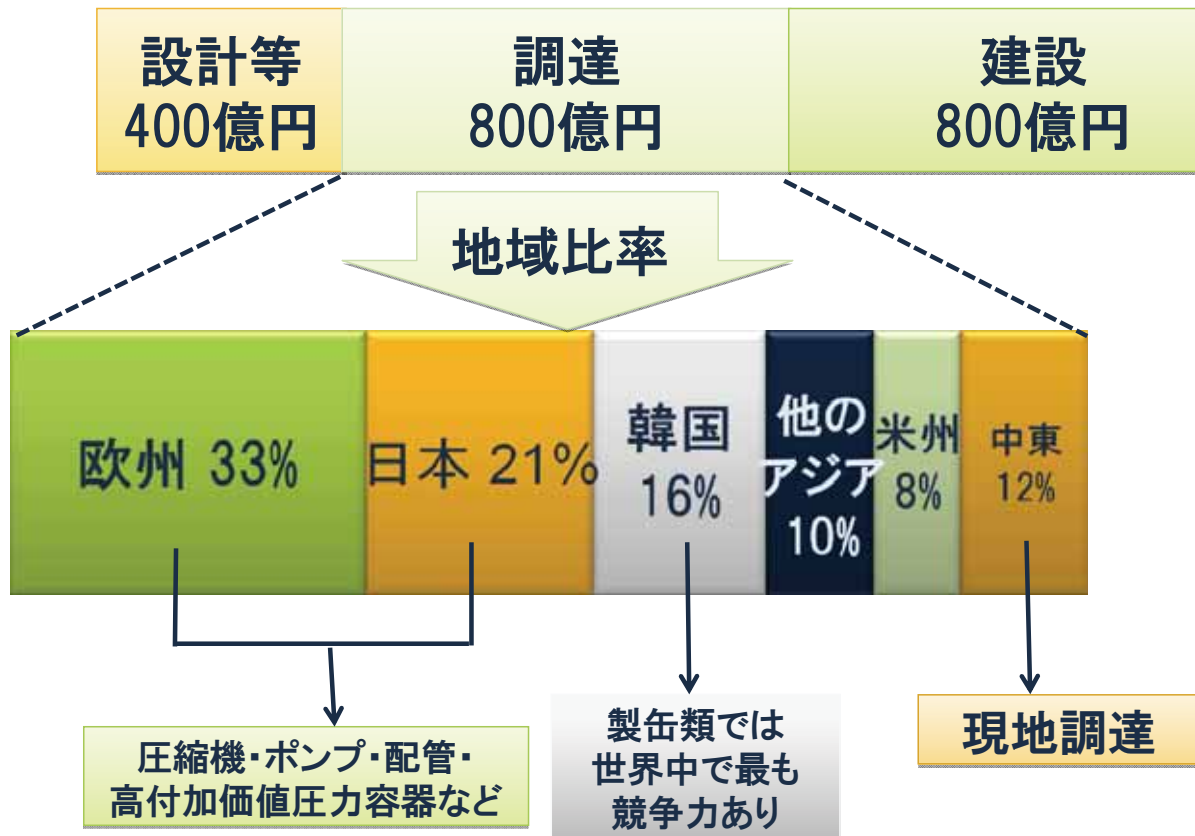 設計等
400億円
調達
800億円
建設
800億円
地域比率
欧州 33%
日本 21%
韓国
16%
他の
アジア
10%
米州
8%
中東
12%
圧縮機・ポンプ・配管・
高付加価値圧力容器など
製缶類では
世界中で最も
競争力あり
現地調達